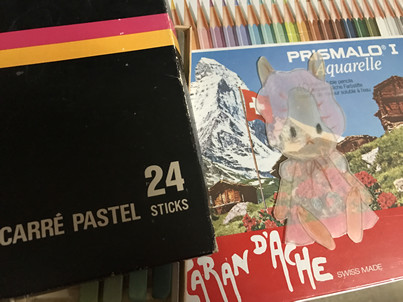 24
CARRÉ PASTEL STICKS
PRISMALO® I
Aquarelle
CARAN D'ACHE
SWISS MADE